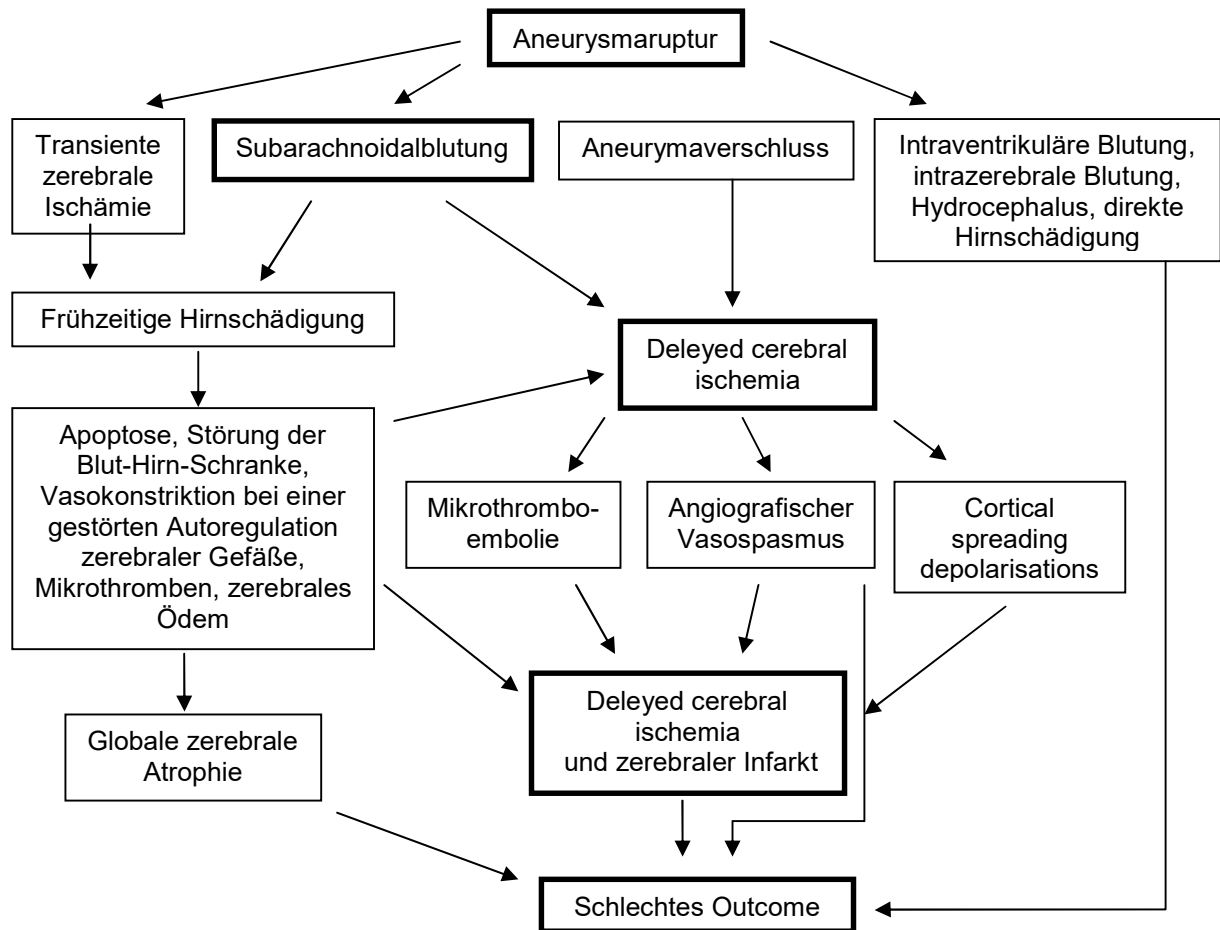 Aneurysmaruptur
Transiente
zerebrale
Ischämie
Subarachnoidalblutung
Aneurymaverschluss
Intraventrikuläre Blutung,
intrazerebrale Blutung,
Hydrocephalus, direkte
Hirnschädigung
Frühzeitige Hirnschädigung
Deleyed cerebral
ischemia
Apoptose, Störung der
Blut-Hirn-Schranke,
Vasokonstriktion bei einer
gestörten Autoregulation
zerebraler Gefäße,
Mikrothromben, zerebrales
Ödem
Mikrothrombo-
embolie
Angiografischer
Vasospasmus
Cortical
spreading
depolarisations
Deleyed cerebral
ischemia
und zerebraler Infarkt
Globale zerebrale
Atrophie
Schlechtes Outcome